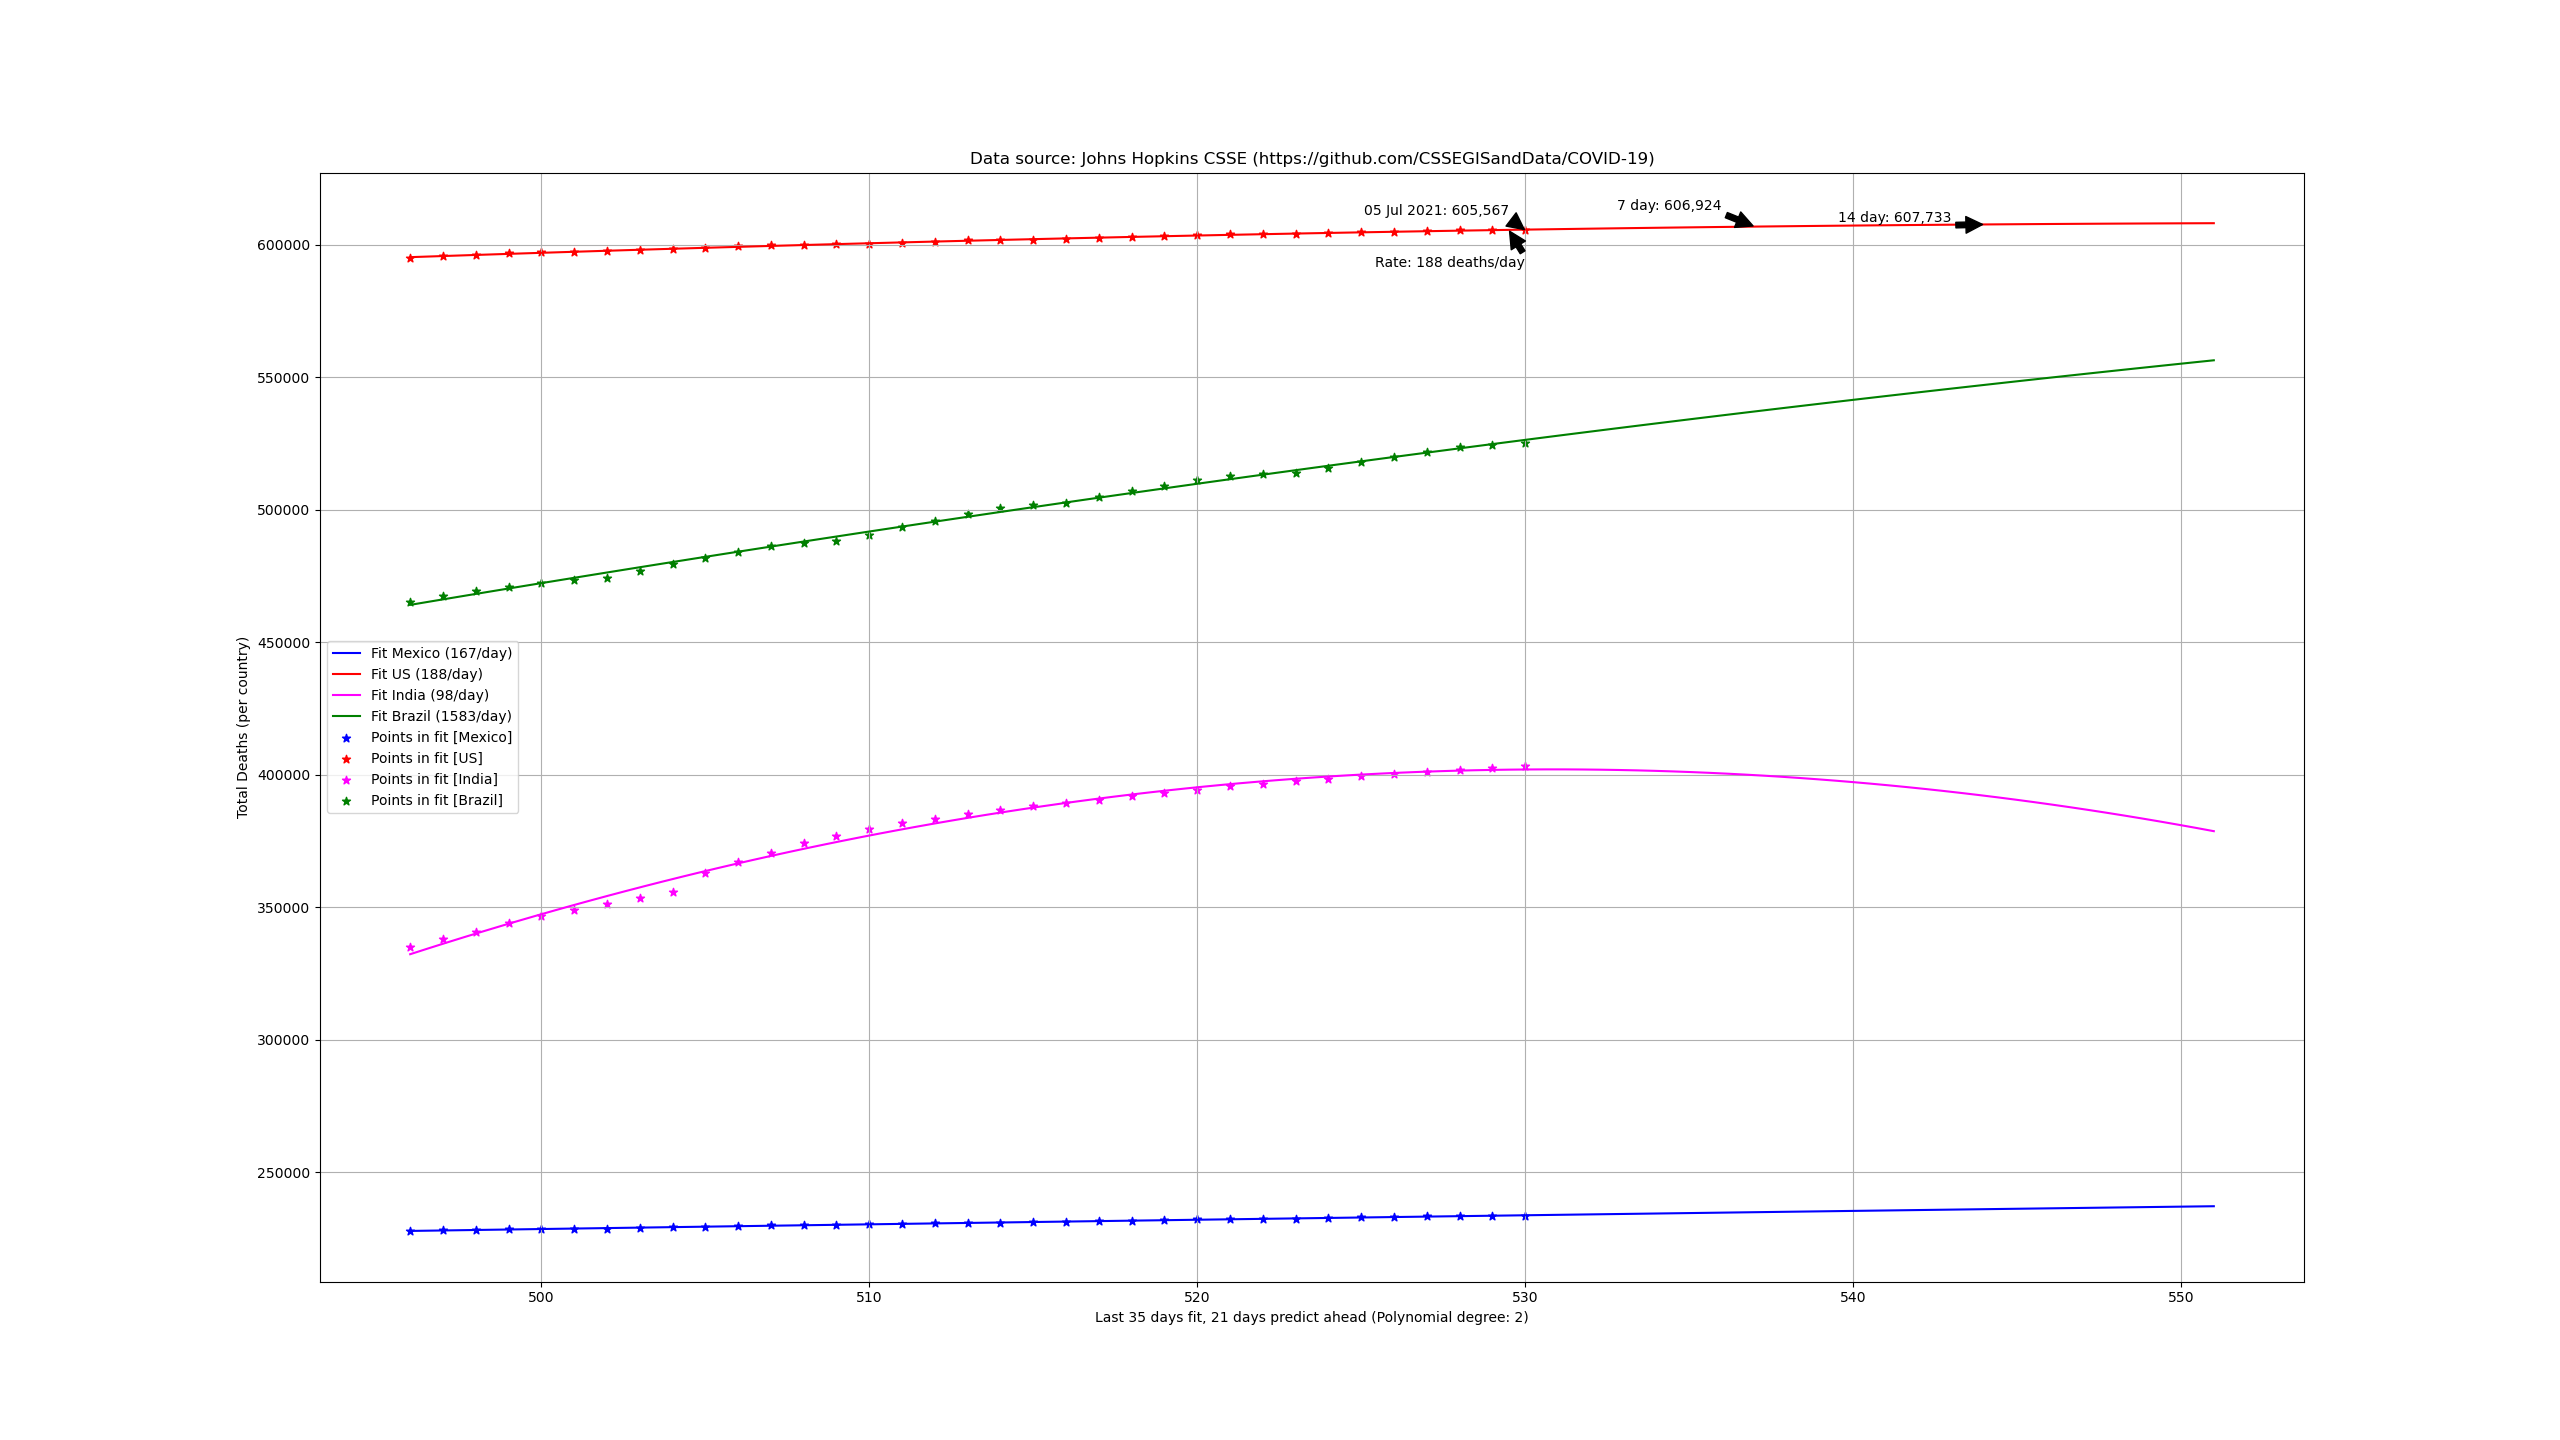 Data source: Johns Hopkins CSSE (https://github.com/CSSEGISandData/COVID-19)
05 Jul 2021: 605,567
7 day: 606,924
14 day: 607,733
Rate: 188 deaths/day
600000
550000
500000
450000
400000
350000
300000
250000
Total Deaths (per country)
Fit Mexico (167/day)
Fit US (188/day)
Fit India (98/day)
Fit Brazil (1583/day)
Points in fit [Mexico]
Points in fit [US]
Points in fit [India]
Points in fit [Brazil]
500 510 520 530 540 550
Last 35 days fit, 21 days predict ahead (Polynomial degree: 2)